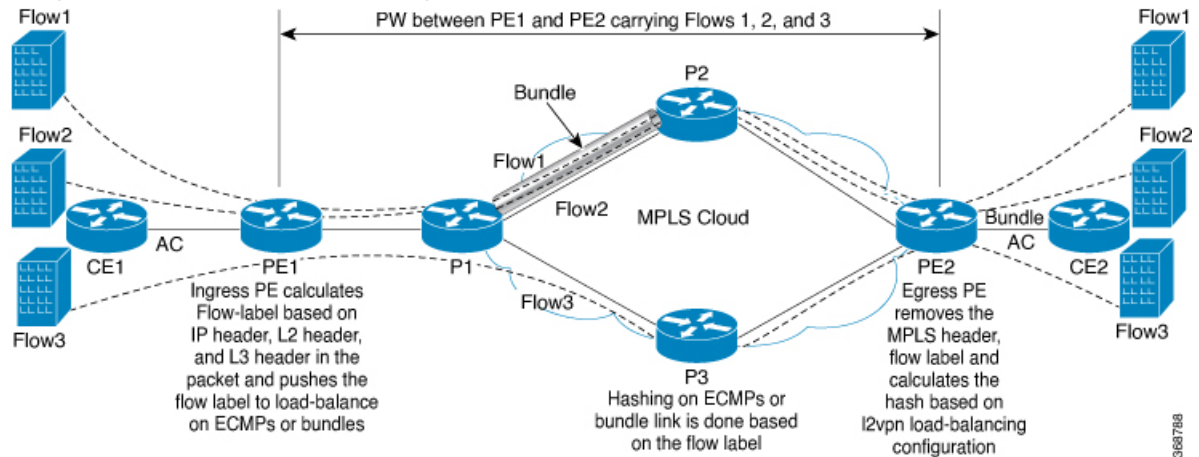 Flow1
PW between PE1 and PE2 carrying Flows 1, 2, and 3
Flow1
P2
Bundle
Flow2
Flow1
Flow2
Flow2
MPLS Cloud
Bundle
AC
AC
CE1
PE1
P1
PE2
CE2
Flow3
Flow3
Flow3
Ingress PE calculates
Flow-label based on
IP header, L2 header,
and L3 header in the
packet and pushes the
flow label to load-balance
on ECMPs or bundles
P3
Hashing on ECMPs or
bundle link is done based
on the flow label
Egress PE
removes the
MPLS header,
flow label and
calculates the
hash based on
l2vpn load-balancing
configuration
368788